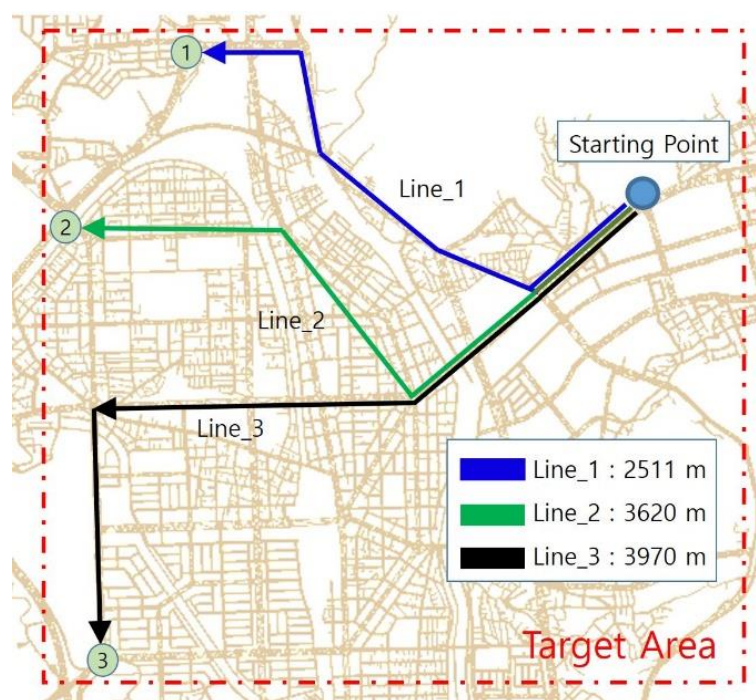 1
Starting Point
Line_1
2
Line_2
Line_3
Line_1 : 2511 m
Line_2 : 3620 m
Line_3 : 3970 m
3
Target Area